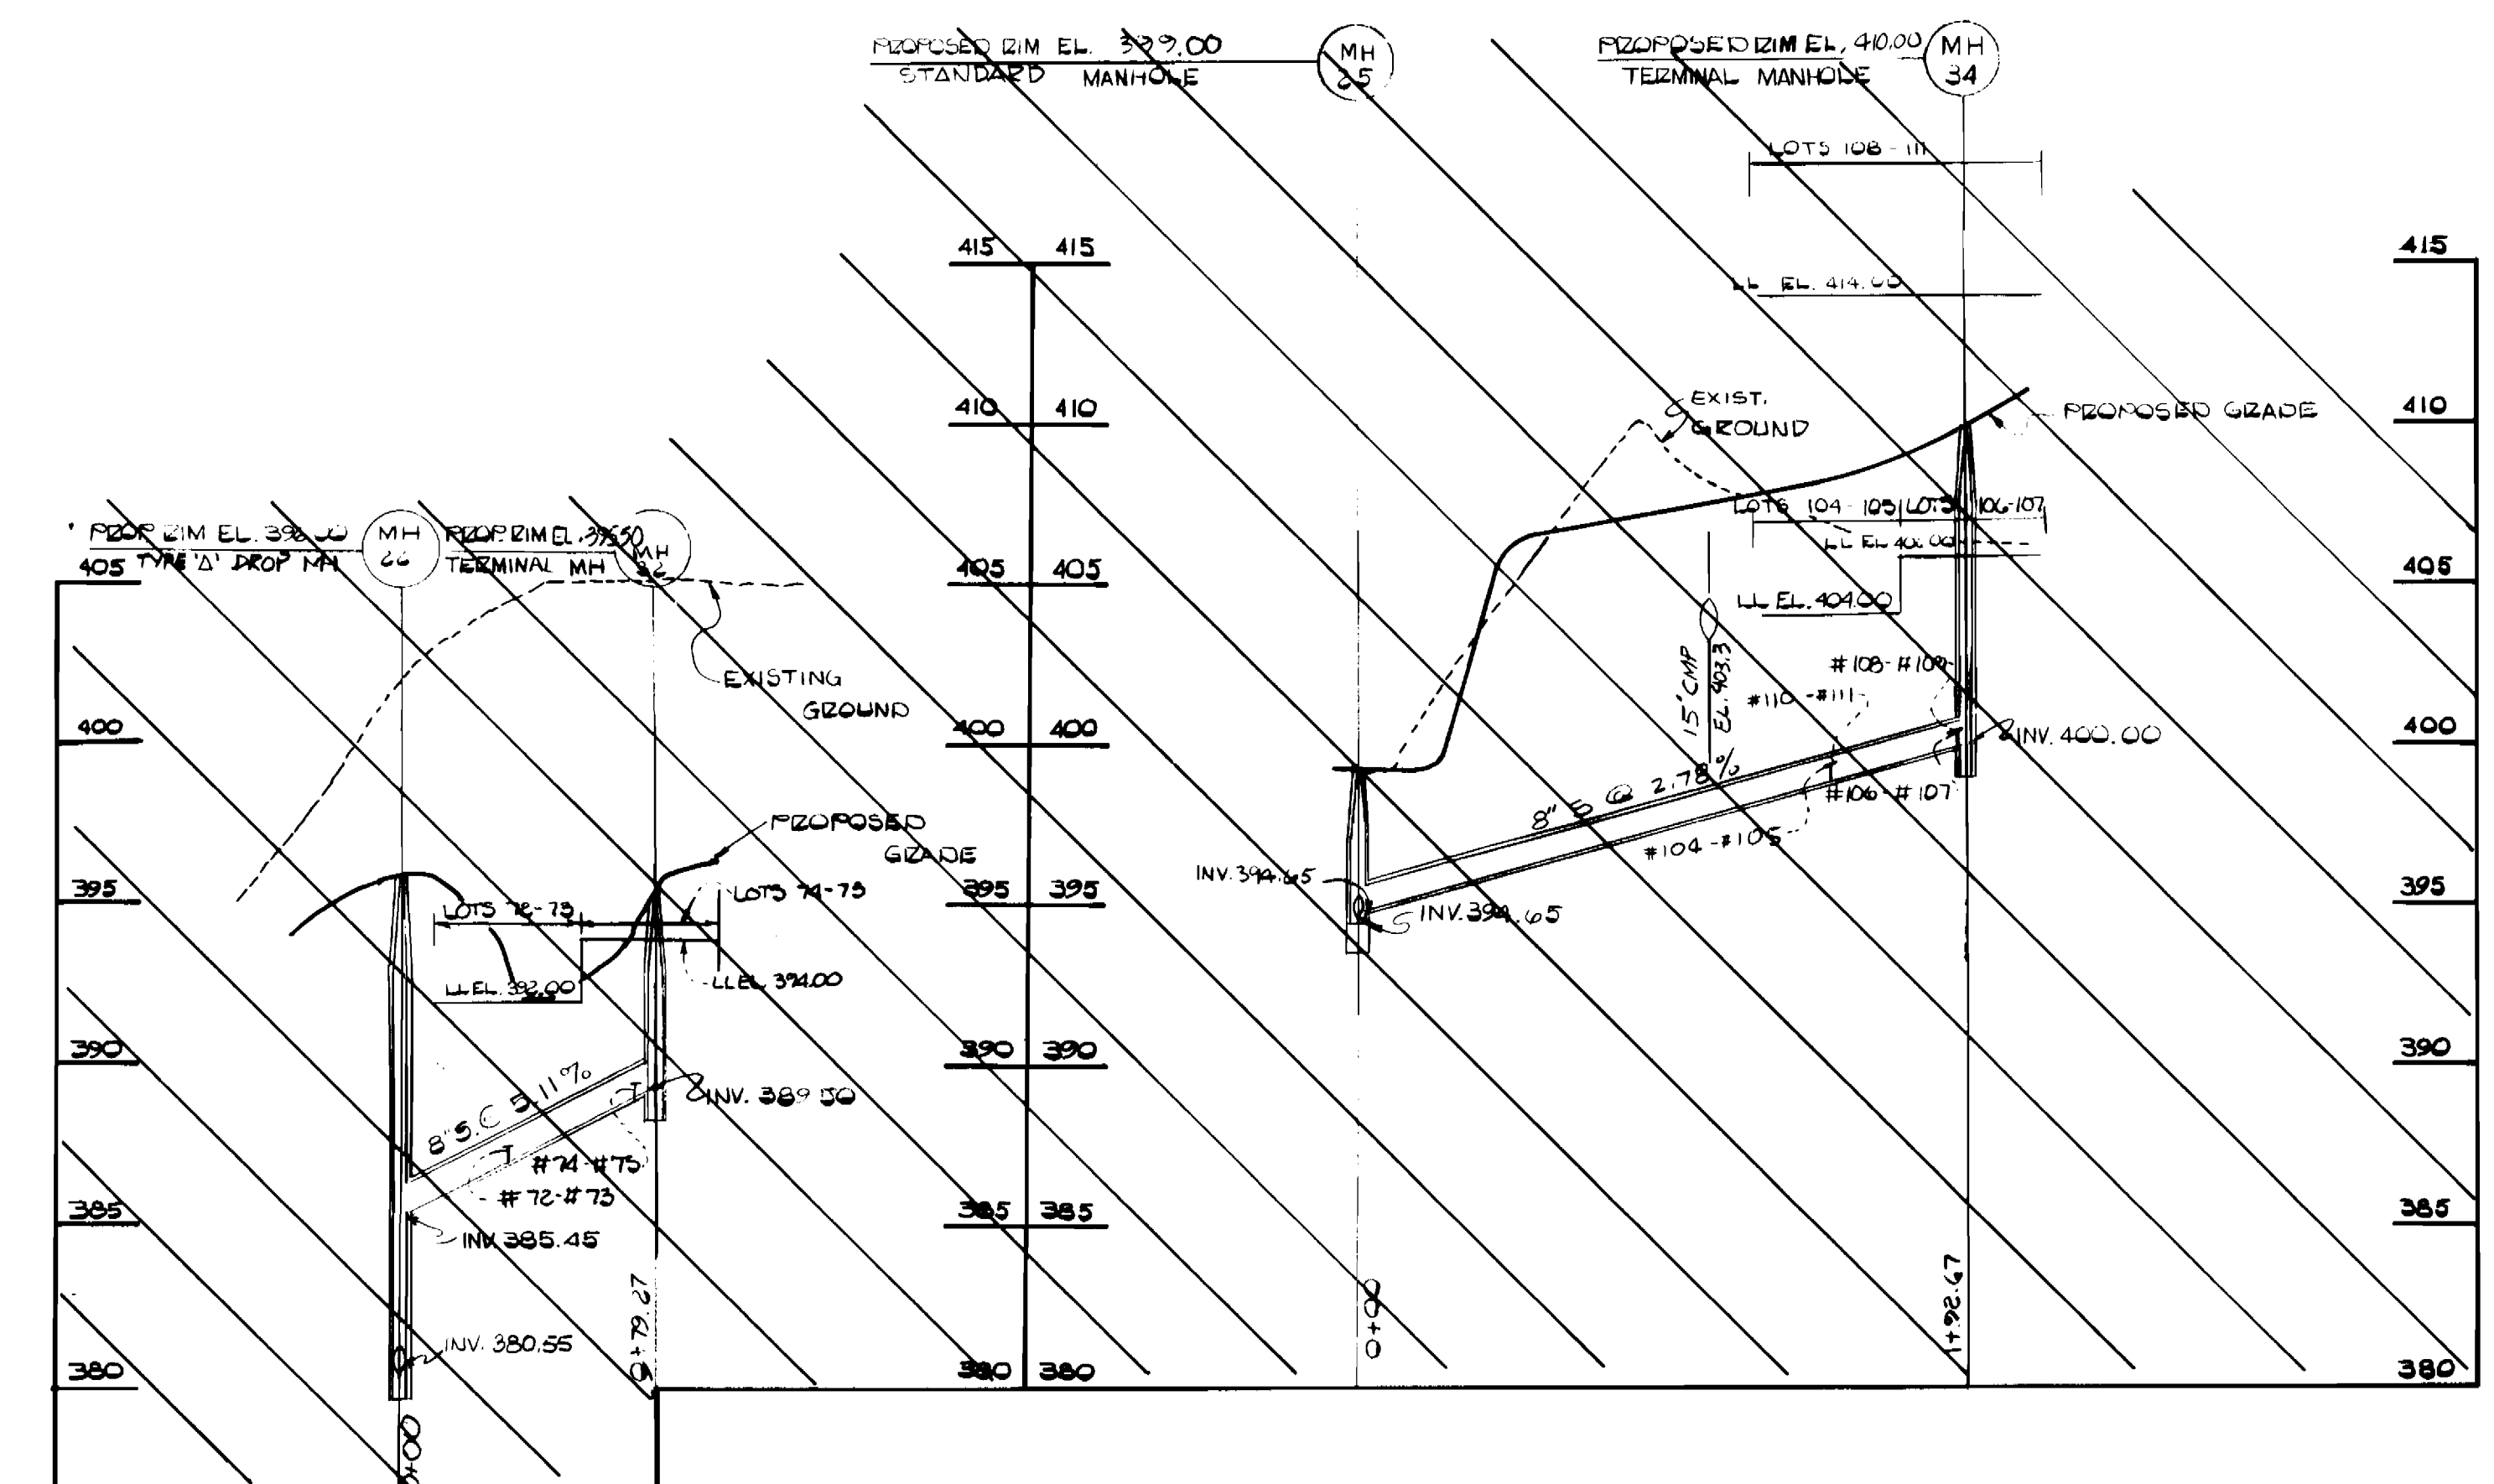 PROPOSED RIM EL. 399.00
STANDARD MANHOLE
MH
25
PROPOSED RIM EL. 410.00
TERMINAL MANHOLE
MH
34
LOTS 108 - 111
LL EL. 414.00
415
415
415
410
410
410
EXIST.
GROUND
PROPOSED GRADE
LOTS 104 - 105
LOTS 106-107
LL EL.
LL EL. 404.00
PROP RIM EL.
TYPE 'A' DROP MH
MH
26
PROP RIM EL.
TERMINAL MH
MH
32
405
405
405
405
EXISTING
GROUND
15" CMP
EL. 403.3
#108-#109
#110-#111
400
400
400
400
INV. 400.00
8" S @ 2.78%
#106-#107
#104-#105
PROPOSED
GRADE
INV. 394.65
INV. 394.65
395
395
395
395
LOTS 72-73
LOTS 74-75
LL EL. 392.00
LL EL. 394.00
390
390
390
390
8" S. @ 5.11%
INV. 389.50
#74-#75
#72-#73
385
385
385
385
INV. 385.45
INV. 380.55
0+79.27
0+00
1+92.67
380
380
380
380
0+00